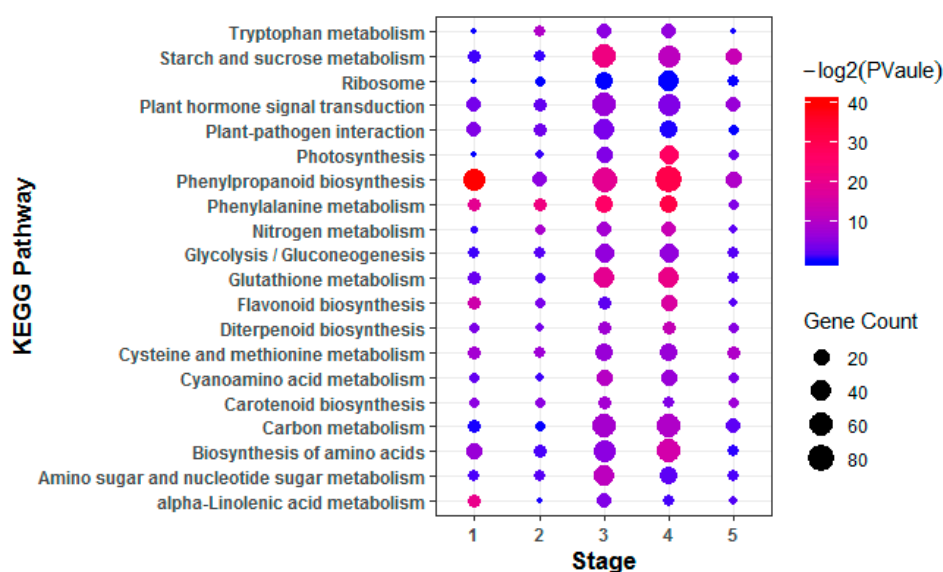 Tryptophan metabolism
Starch and sucrose metabolism
Ribosome
Plant hormone signal transduction
Plant-pathogen interaction
Photosynthesis
Phenylpropanoid biosynthesis
Phenylalanine metabolism
Nitrogen metabolism
Glycolysis / Gluconeogenesis
Glutathione metabolism
Flavonoid biosynthesis
Diterpenoid biosynthesis
Cysteine and methionine metabolism
Cyanoamino acid metabolism
Carotenoid biosynthesis
Carbon metabolism
Biosynthesis of amino acids
Amino sugar and nucleotide sugar metabolism
alpha-Linolenic acid metabolism
KEGG Pathway
1 2 3 4 5
Stage
−log2(PVaule)
40
30
20
10
Gene Count
20
40
60
80